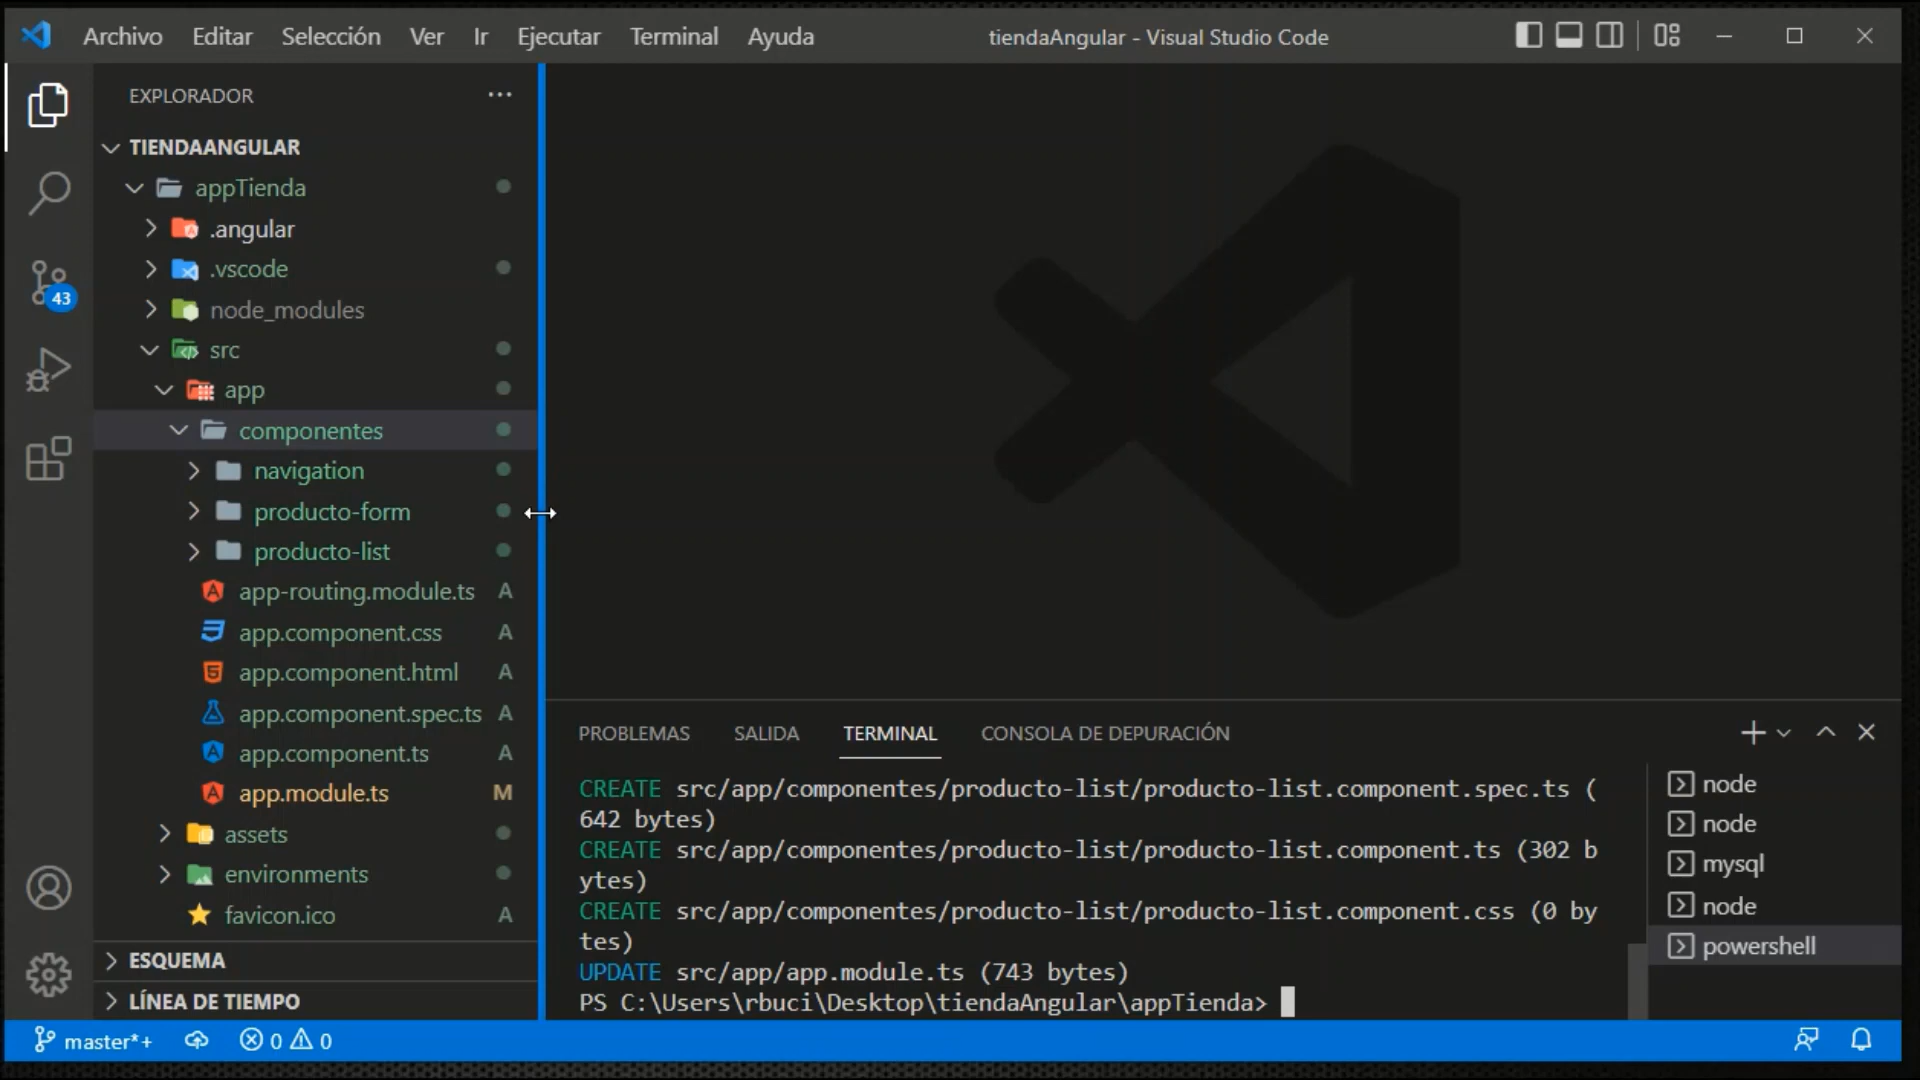 Archivo Editar Selección Ver Ir Ejecutar Terminal Ayuda tiendaAngular - Visual Studio Code
EXPLORADOR
TIENDAANGULAR
appTienda
.angular
.vscode
43
node_modules
src
app
componentes
navigation
producto-form
producto-list
app-routing.module.ts A
app.component.css A
app.component.html A
app.component.spec.ts A
app.component.ts A
app.module.ts M
assets
environments
favicon.ico A
ESQUEMA
LÍNEA DE TIEMPO
PROBLEMAS SALIDA TERMINAL CONSOLA DE DEPURACIÓN
CREATE src/app/componentes/producto-list/producto-list.component.spec.ts (
642 bytes)
CREATE src/app/componentes/producto-list/producto-list.component.ts (302 b
ytes)
CREATE src/app/componentes/producto-list/producto-list.component.css (0 by
tes)
UPDATE src/app/app.module.ts (743 bytes)
PS C:\Users\rbuci\Desktop\tiendaAngular\appTienda>
node
node
mysql
node
powershell
master*+ 0 0